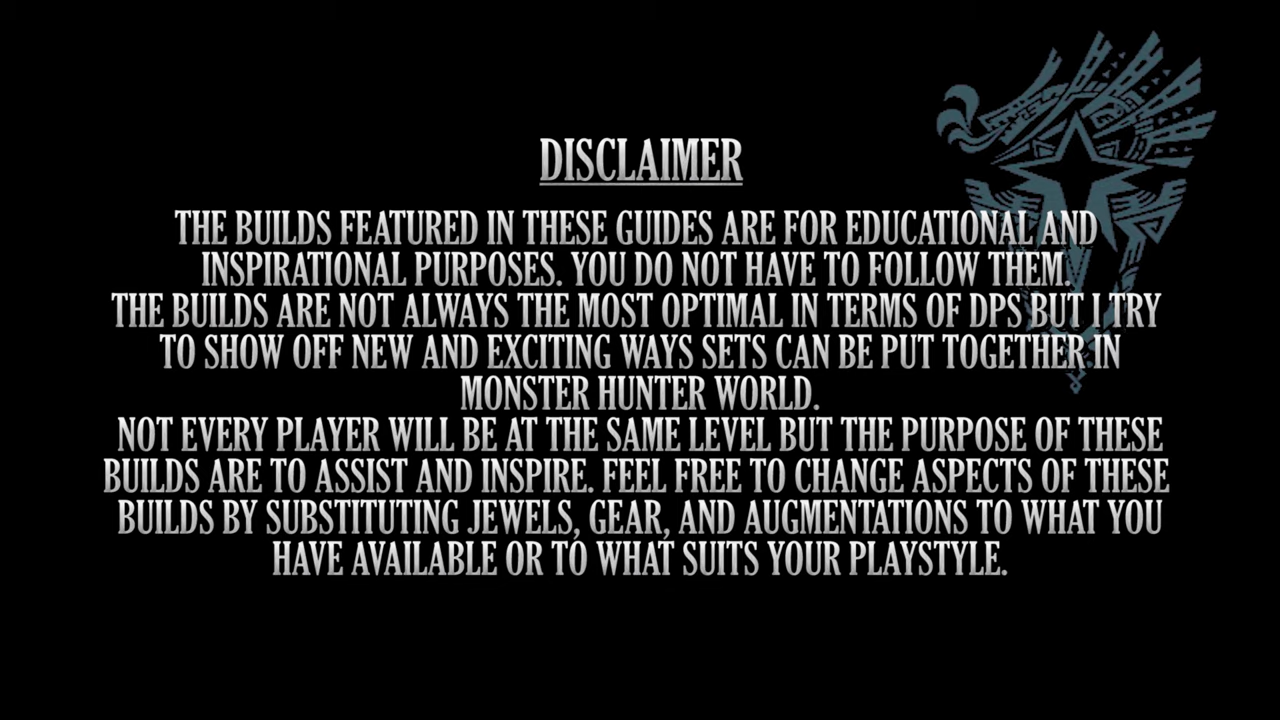 DISCLAIMER
THE BUILDS FEATURED IN THESE GUIDES ARE FOR EDUCATIONAL AND
INSPIRATIONAL PURPOSES. YOU DO NOT HAVE TO FOLLOW THEM.
THE BUILDS ARE NOT ALWAYS THE MOST OPTIMAL IN TERMS OF DPS BUT I TRY
TO SHOW OFF NEW AND EXCITING WAYS SETS CAN BE PUT TOGETHER IN
MONSTER HUNTER WORLD.
NOT EVERY PLAYER WILL BE AT THE SAME LEVEL BUT THE PURPOSE OF THESE
BUILDS ARE TO ASSIST AND INSPIRE. FEEL FREE TO CHANGE ASPECTS OF THESE
BUILDS BY SUBSTITUTING JEWELS, GEAR, AND AUGMENTATIONS TO WHAT YOU
HAVE AVAILABLE OR TO WHAT SUITS YOUR PLAYSTYLE.